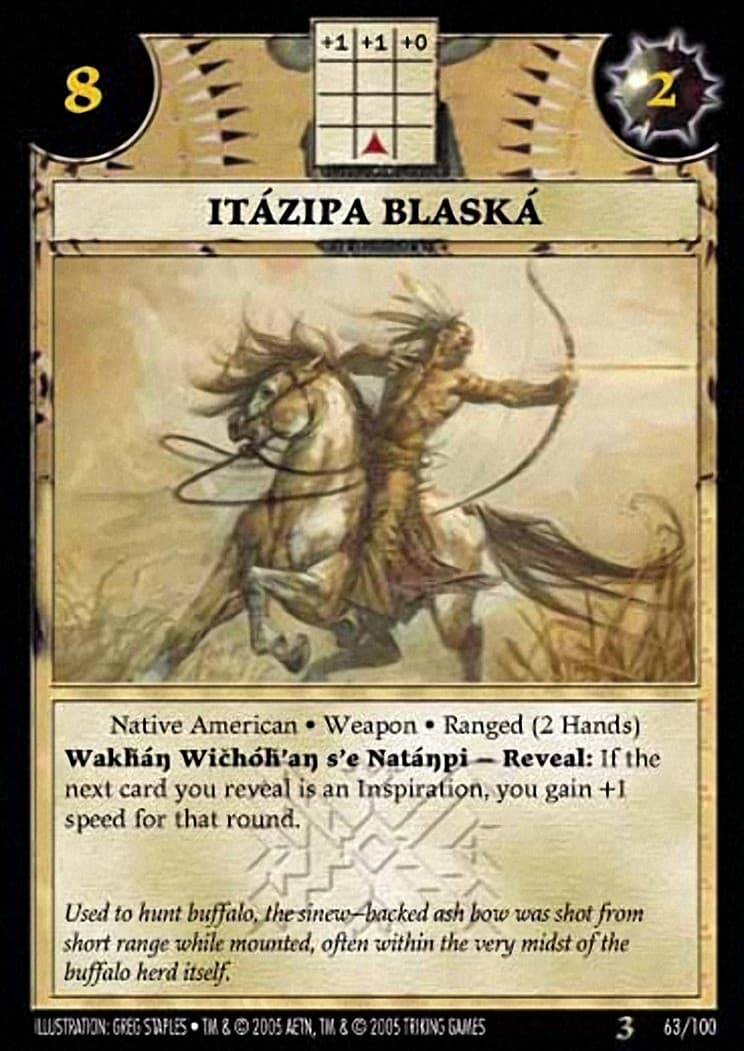 8
+1 +1 +0
2
ITÁZIPA BLASKÁ
Native American • Weapon • Ranged (2 Hands)
Wakȟáŋ Wičhóȟ'aŋ s'e Natáŋpi – Reveal: If the
next card you reveal is an Inspiration, you gain +1
speed for that round.
Used to hunt buffalo, the sinew–backed ash bow was shot from
short range while mounted, often within the very midst of the
buffalo herd itself.
ILLUSTRATION: GREG STAPLES • TM & © 2005 AETN, TM & © 2005 TRIKING GAMES
3 63/100